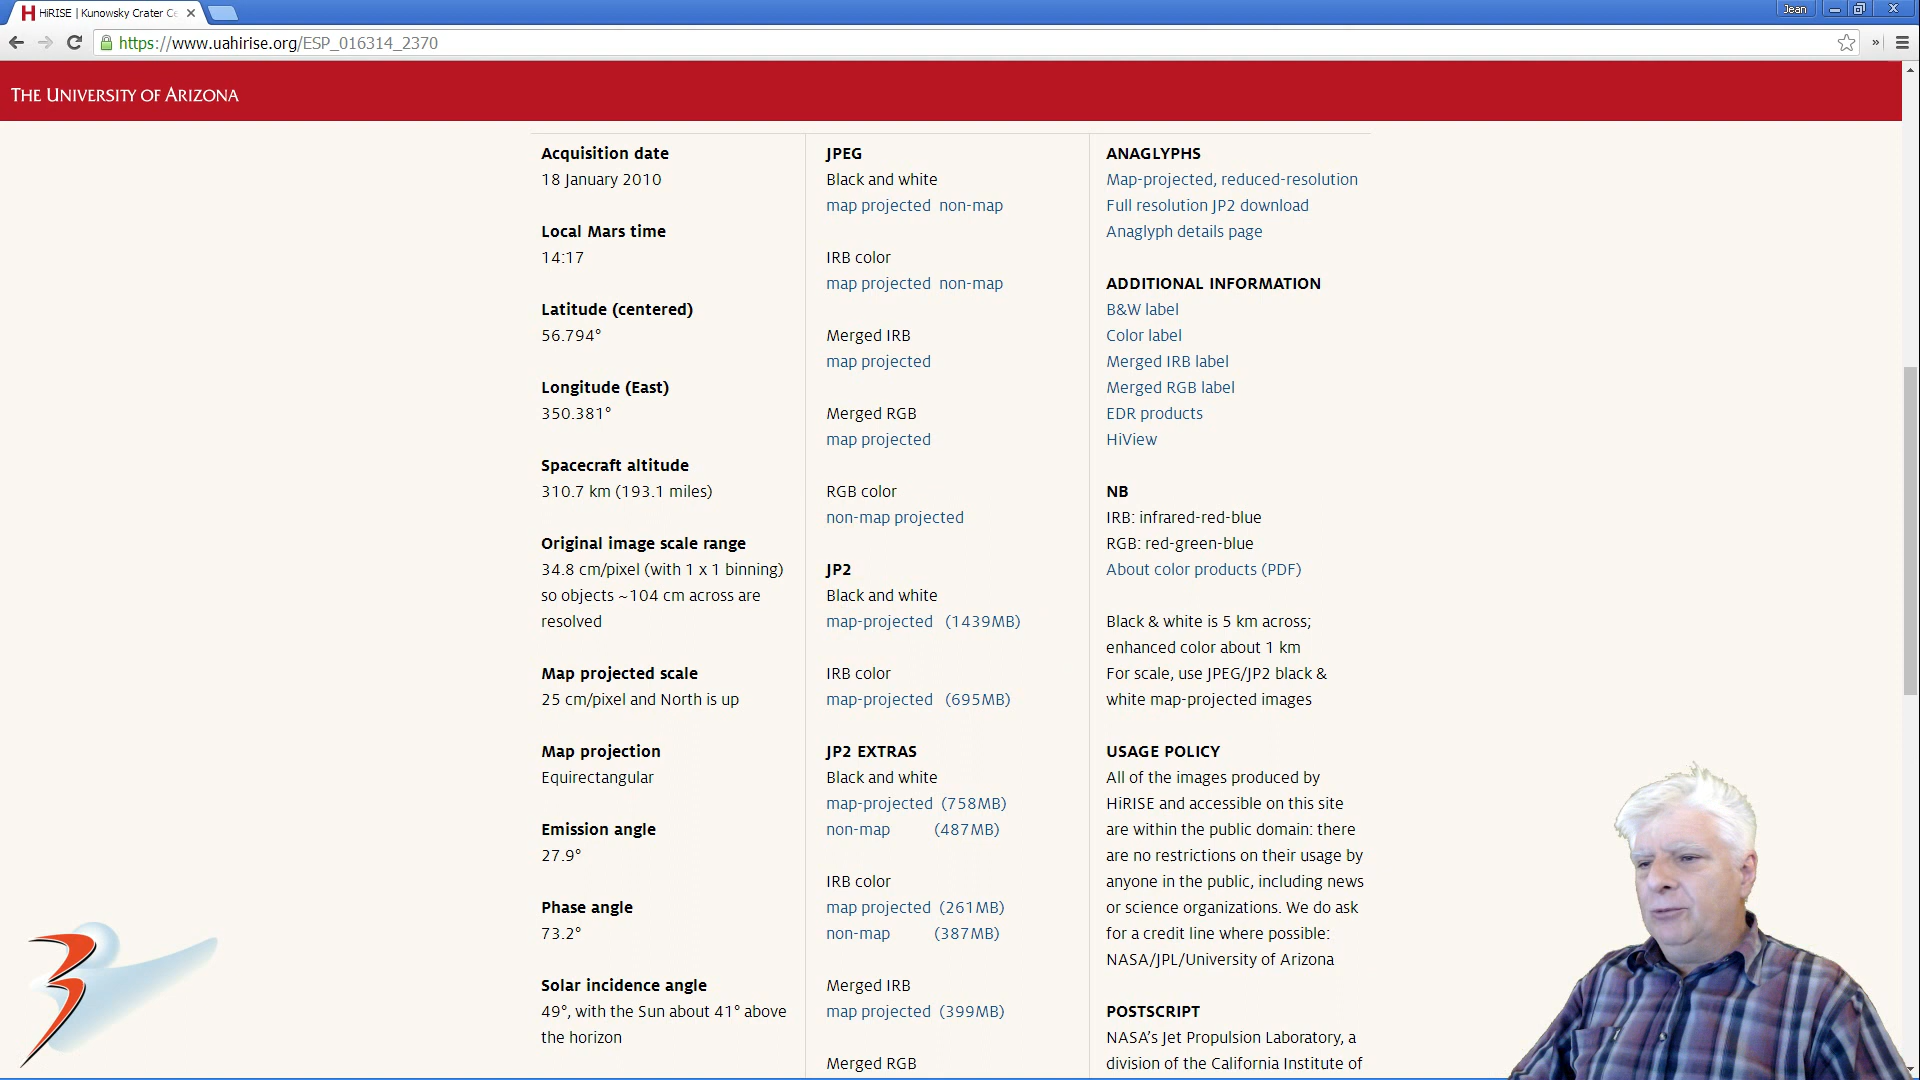 HiRISE | Kunowsky Crater Ce
Jean
https://www.uahirise.org/ESP_016314_2370
THE UNIVERSITY OF ARIZONA
Acquisition date
18 January 2010
Local Mars time
14:17
Latitude (centered)
56.794°
Longitude (East)
350.381°
Spacecraft altitude
310.7 km (193.1 miles)
Original image scale range
34.8 cm/pixel (with 1 x 1 binning)
so objects ~104 cm across are
resolved
Map projected scale
25 cm/pixel and North is up
Map projection
Equirectangular
Emission angle
27.9°
Phase angle
73.2°
Solar incidence angle
49°, with the Sun about 41° above
the horizon
JPEG
Black and white
map projected non-map
IRB color
map projected non-map
Merged IRB
map projected
Merged RGB
map projected
RGB color
non-map projected
JP2
Black and white
map-projected (1439MB)
IRB color
map-projected (695MB)
JP2 EXTRAS
Black and white
map-projected (758MB)
non-map (487MB)
IRB color
map projected (261MB)
non-map (387MB)
Merged IRB
map projected (399MB)
Merged RGB
ANAGLYPHS
Map-projected, reduced-resolution
Full resolution JP2 download
Anaglyph details page
ADDITIONAL INFORMATION
B&W label
Color label
Merged IRB label
Merged RGB label
EDR products
HiView
NB
IRB: infrared-red-blue
RGB: red-green-blue
About color products (PDF)
Black & white is 5 km across;
enhanced color about 1 km
For scale, use JPEG/JP2 black &
white map-projected images
USAGE POLICY
All of the images produced by
HiRISE and accessible on this site
are within the public domain: there
are no restrictions on their usage by
anyone in the public, including news
or science organizations. We do ask
for a credit line where possible:
NASA/JPL/University of Arizona
POSTSCRIPT
NASA’s Jet Propulsion Laboratory, a
division of the California Institute of